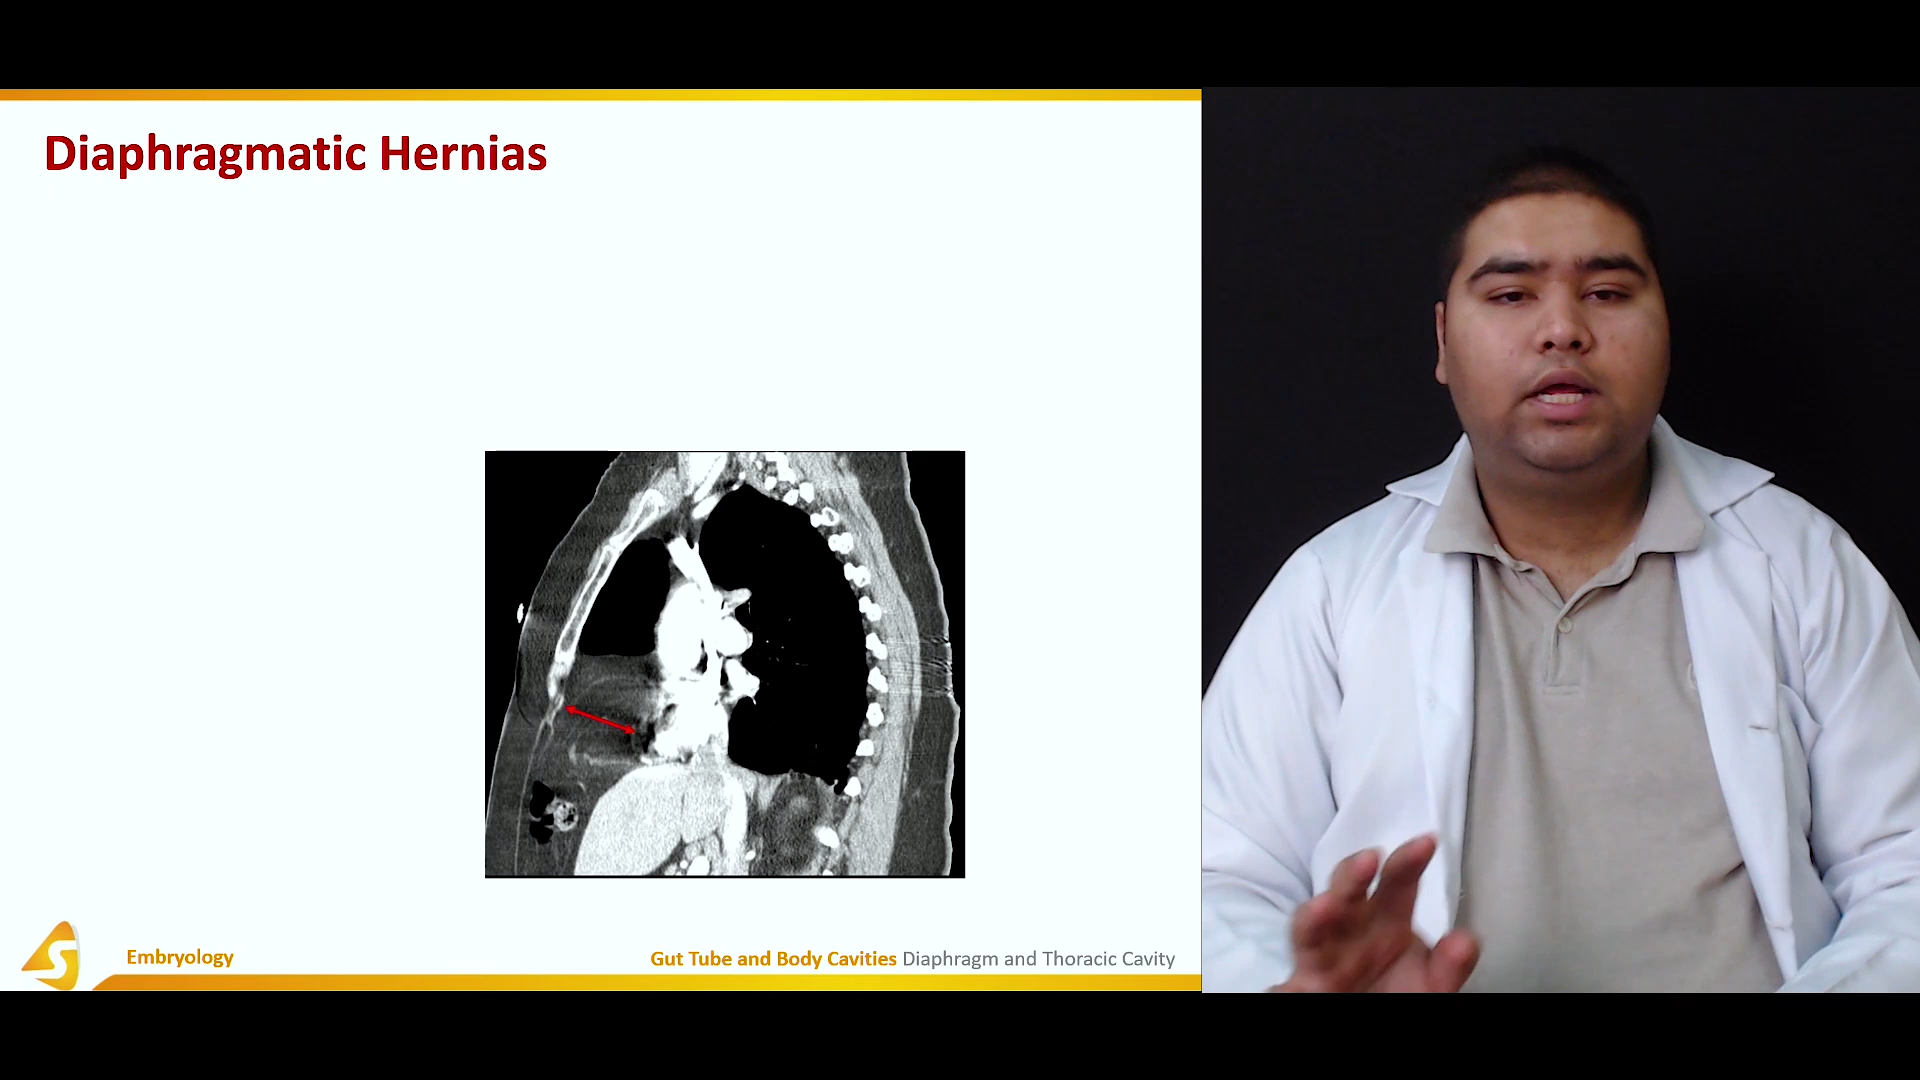 Diaphragmatic Hernias
Embryology
Gut Tube and Body Cavities Diaphragm and Thoracic Cavity